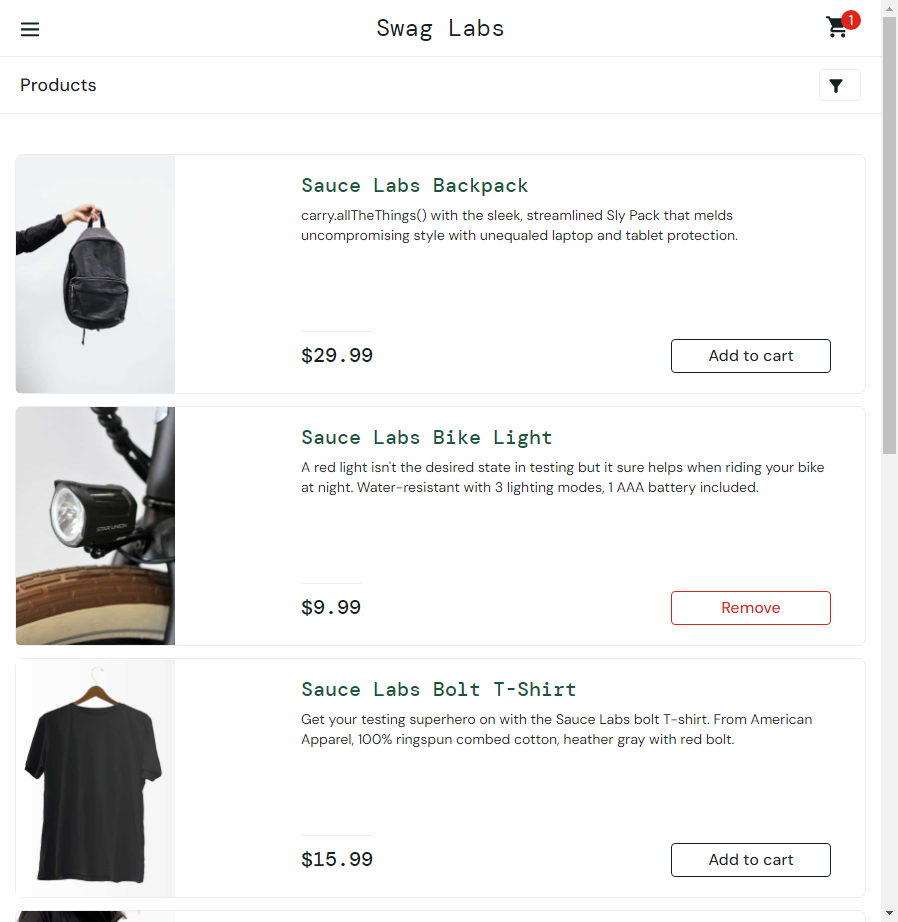 Swag Labs
1
Products
Sauce Labs Backpack
carry.allTheThings() with the sleek, streamlined Sly Pack that melds
uncompromising style with unequaled laptop and tablet protection.
$29.99
Add to cart
Sauce Labs Bike Light
A red light isn't the desired state in testing but it sure helps when riding your bike
at night. Water-resistant with 3 lighting modes, 1 AAA battery included.
$9.99
Remove
Sauce Labs Bolt T-Shirt
Get your testing superhero on with the Sauce Labs bolt T-shirt. From American
Apparel, 100% ringspun combed cotton, heather gray with red bolt.
$15.99
Add to cart